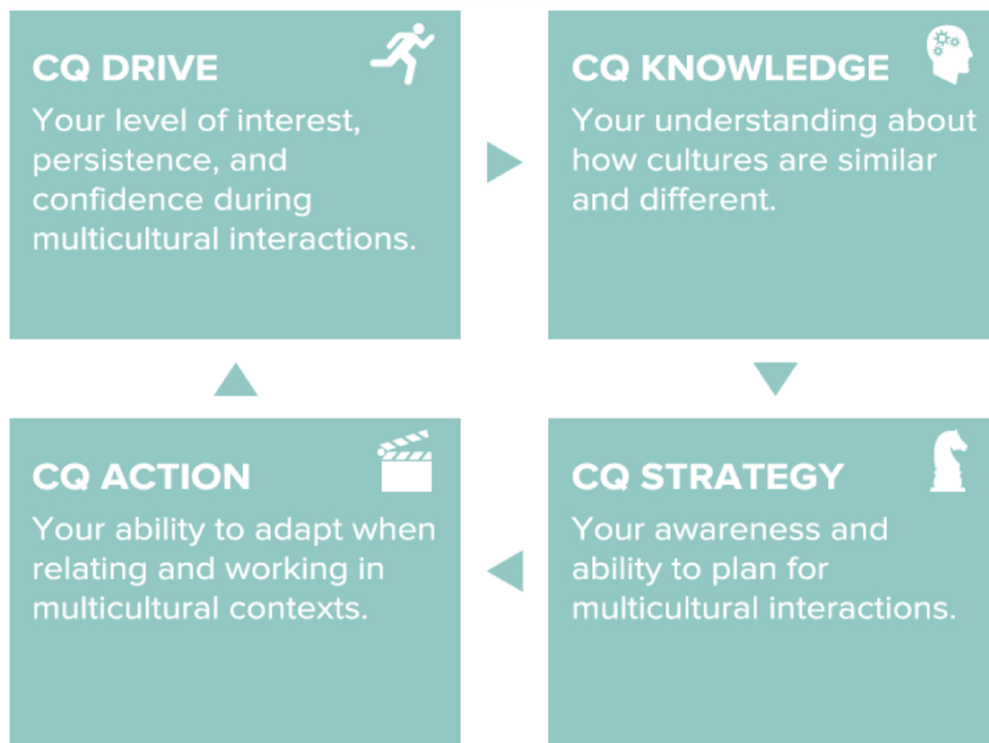 CQ DRIVE
Your level of interest,
persistence, and
confidence during
multicultural interactions.
CQ KNOWLEDGE
Your understanding about
how cultures are similar
and different.
CQ ACTION
Your ability to adapt when
relating and working in
multicultural contexts.
CQ STRATEGY
Your awareness and
ability to plan for
multicultural interactions.